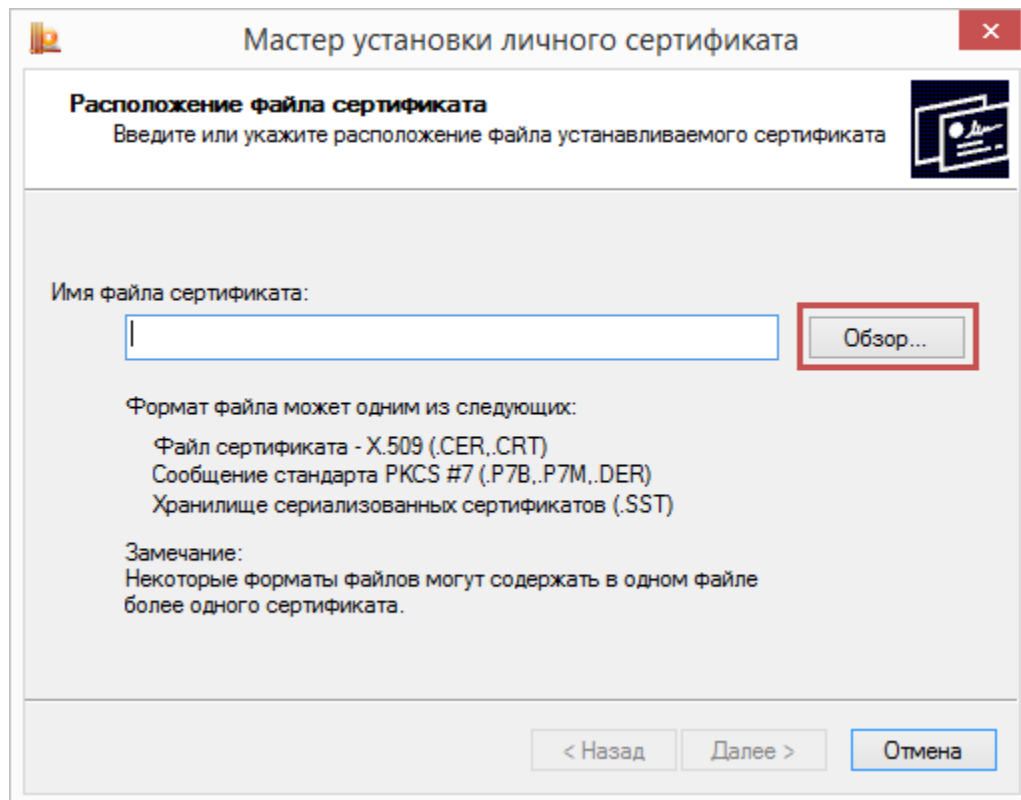 Мастер установки личного сертификата
Расположение файла сертификата
Введите или укажите расположение файла устанавливаемого сертификата
Имя файла сертификата:
Обзор...
Формат файла может одним из следующих:
Файл сертификата - X.509 (.CER,.CRT)
Сообщение стандарта PKCS #7 (.P7B,.P7M,.DER)
Хранилище сериализованных сертификатов (.SST)
Замечание:
Некоторые форматы файлов могут содержать в одном файле
более одного сертификата.
< Назад
Далее >
Отмена